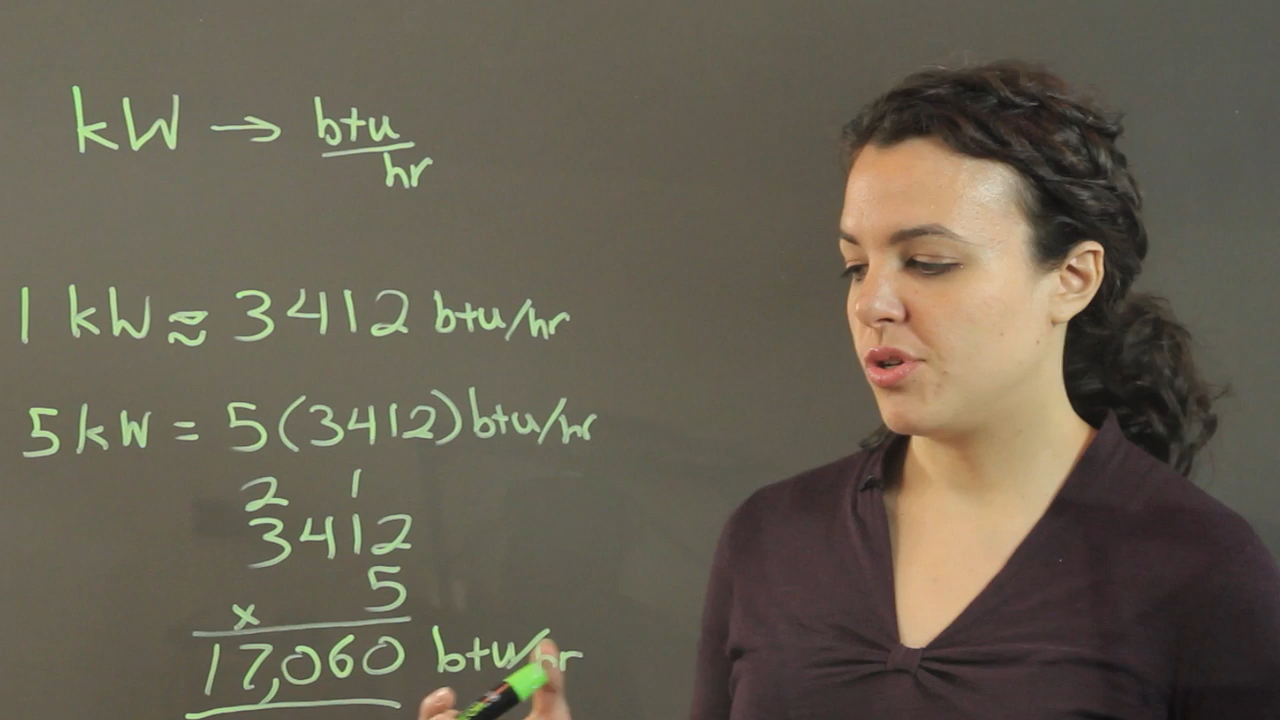 kW → btu/hr
1 kW ≈ 3412 btu/hr
5 kW = 5(3412) btu/hr
2 1
3412
× 5
17,060 btu/hr